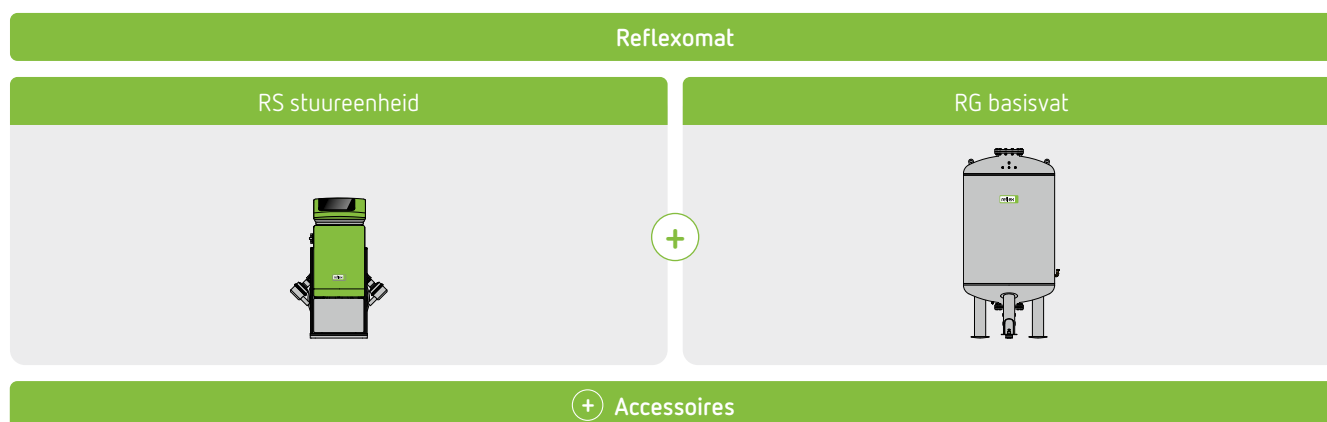 Reflexomat
RS stuureenheid
RG basisvat
+
+ Accessoires